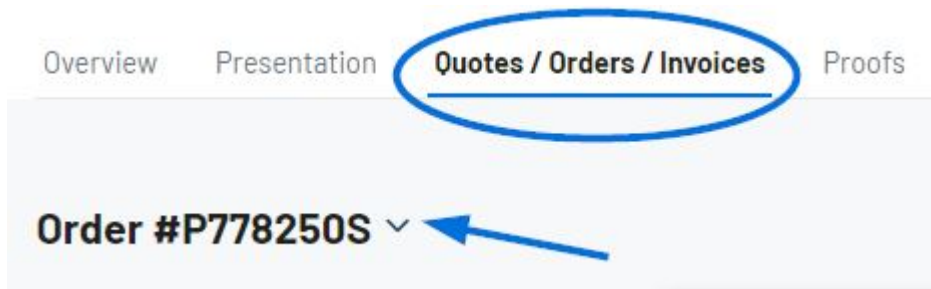 Overview Presentation Quotes / Orders / Invoices Proofs
Order #P778250S